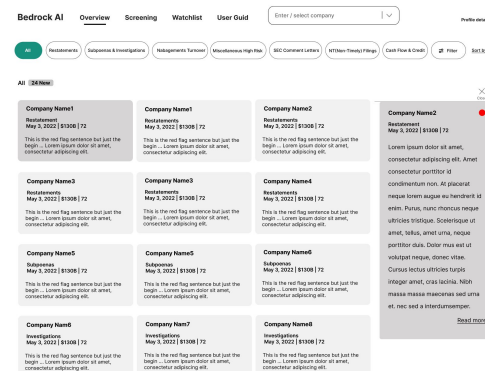 Bedrock AI Overview Screening Watchlist User Guid Enter / select company Profile deta
All Restatements Subpoenas & Investigations Nabagements Turnover Miscellaneous High Risk SEC Comment Letters NT(Non-Timely) Filings Cash Flow & Credit Filter Sort b
All 24 New
Company Name1
Restatement
May 3, 2022 | $130B | 72
This is the red flag sentence but just the
begin ... Lorem ipsum dolor sit amet,
consectetur adipiscing elit.
Company Name1
Restatements
May 3, 2022 | $130B | 72
This is the red flag sentence but just the
begin ... Lorem ipsum dolor sit amet,
consectetur adipiscing elit.
Company Name2
Restatements
May 3, 2022 | $130B | 72
This is the red flag sentence but just the
begin ... Lorem ipsum dolor sit amet,
consectetur adipiscing elit.
Company Name3
Restatements
May 3, 2022 | $130B | 72
This is the red flag sentence but just the
begin ... Lorem ipsum dolor sit amet,
consectetur adipiscing elit.
Company Name3
Restatements
May 3, 2022 | $130B | 72
This is the red flag sentence but just the
begin ... Lorem ipsum dolor sit amet,
consectetur adipiscing elit.
Company Name4
Restatements
May 3, 2022 | $130B | 72
This is the red flag sentence but just the
begin ... Lorem ipsum dolor sit amet,
consectetur adipiscing elit.
Company Name5
Subpoenas
May 3, 2022 | $130B | 72
This is the red flag sentence but just the
begin ... Lorem ipsum dolor sit amet,
consectetur adipiscing elit.
Company Name5
Subpoenas
May 3, 2022 | $130B | 72
This is the red flag sentence but just the
begin ... Lorem ipsum dolor sit amet,
consectetur adipiscing elit.
Company Name6
Subpoenas
May 3, 2022 | $130B | 72
This is the red flag sentence but just the
begin ... Lorem ipsum dolor sit amet,
consectetur adipiscing elit.
Company Nam6
Investigations
May 3, 2022 | $130B | 72
This is the red flag sentence but just the
begin ... Lorem ipsum dolor sit amet,
consectetur adipiscing elit.
Company Nam7
Investigations
May 3, 2022 | $130B | 72
This is the red flag sentence but just the
begin ... Lorem ipsum dolor sit amet,
consectetur adipiscing elit.
Company Name8
Investigations
May 3, 2022 | $130B | 72
This is the red flag sentence but just the
begin ... Lorem ipsum dolor sit amet,
consectetur adipiscing elit.
Company Name2
Restatement
May 3, 2022 | $130B | 72
Lorem ipsum dolor sit amet,
consectetur adipiscing elit. Amet
consectetur porttitor id
condimentum non. At placerat
neque lorem augue eu hendrerit id
enim. Purus, nunc rhoncus neque
ultricies tristique. Scelerisque ut
amet, tellus, amet urna, neque
porttitor duis. Dolor mus est ut
volutpat neque, donec vitae.
Cursus lectus ultricies turpis
integer amet, cras lacinia. Nibh
massa massa maecenas sed urna
et. nec sed a interdumsemper.
Read more